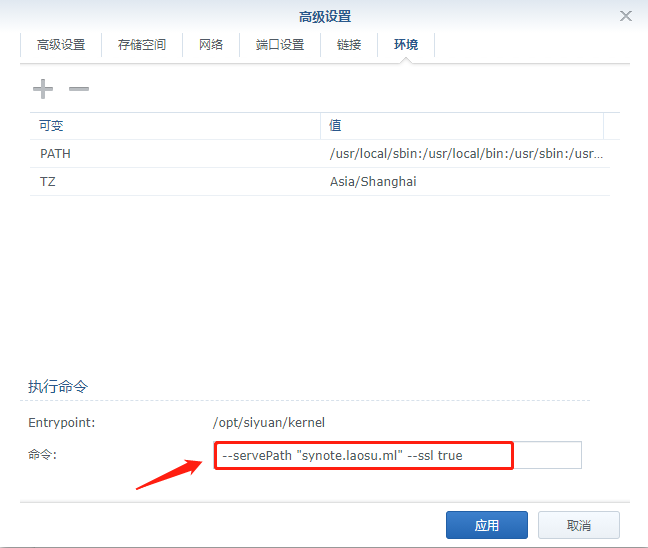 高级设置
高级设置 存储空间 网络 端口设置 链接 环境
可变 值
PATH /usr/local/sbin:/usr/local/bin:/usr/sbin:/usr...
TZ Asia/Shanghai
执行命令
Entrypoint: /opt/siyuan/kernel
命令: --servePath "synote.laosu.ml" --ssl true
应用 取消